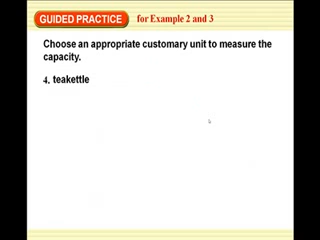 GUIDED PRACTICE for Example 2 and 3
Choose an appropriate customary unit to measure the
capacity.
4. teakettle